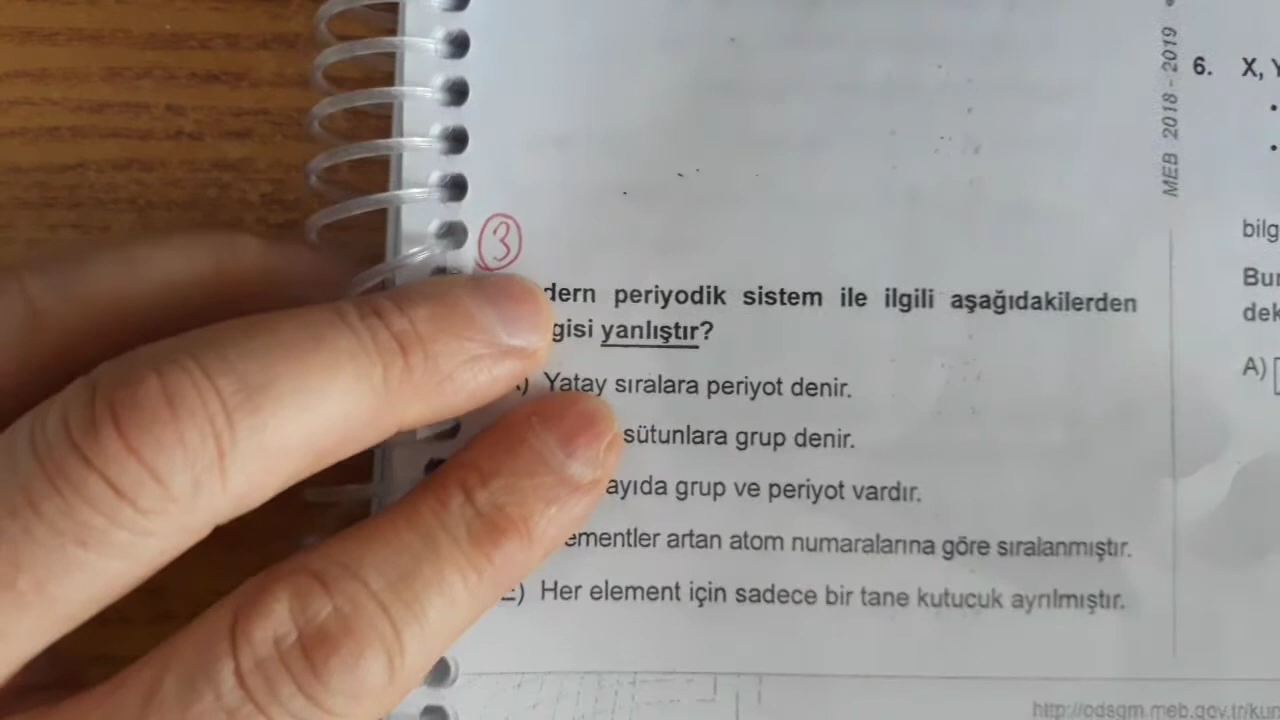 3
dern periyodik sistem ile ilgili aşağıdakilerden
gisi yanlıştır?
) Yatay sıralara periyot denir.
sütunlara grup denir.
ayıda grup ve periyot vardır.
ementler artan atom numaralarına göre sıralanmıştır.
E) Her element için sadece bir tane kutucuk ayrılmıştır.
MEB 2018 - 2019
6. X, Y
•
•
bilg
Bur
dek
A)
http://odsgm.meb.gov.tr/kur